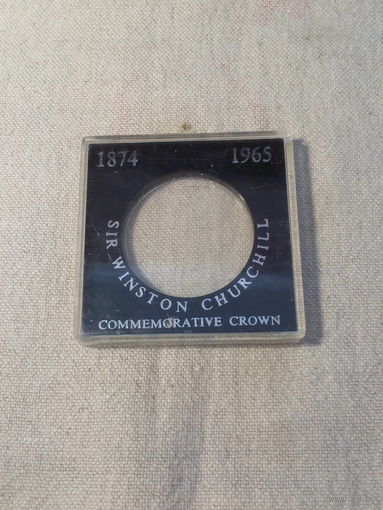 1874 1965
SIR WINSTON CHURCHILL
COMMEMORATIVE CROWN